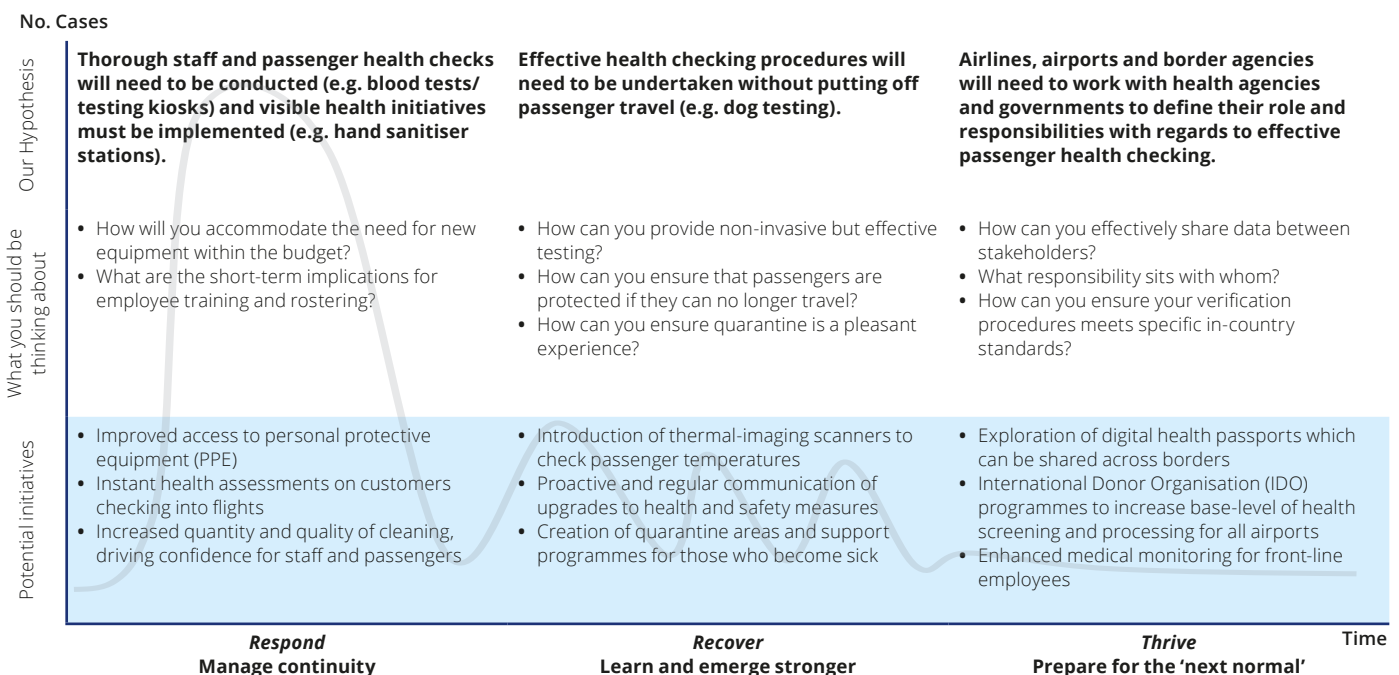 No. Cases
Our Hypothesis
Thorough staff and passenger health checks
will need to be conducted (e.g. blood tests/
testing kiosks) and visible health initiatives
must be implemented (e.g. hand sanitiser
stations).
Effective health checking procedures will
need to be undertaken without putting off
passenger travel (e.g. dog testing).
Airlines, airports and border agencies
will need to work with health agencies
and governments to define their role and
responsibilities with regards to effective
passenger health checking.
What you should be
thinking about
• How will you accommodate the need for new
equipment within the budget?
• What are the short-term implications for
employee training and rostering?
• How can you provide non-invasive but effective
testing?
• How can you ensure that passengers are
protected if they can no longer travel?
• How can you ensure quarantine is a pleasant
experience?
• How can you effectively share data between
stakeholders?
• What responsibility sits with whom?
• How can you ensure your verification
procedures meets specific in-country
standards?
Potential initiatives
• Improved access to personal protective
equipment (PPE)
• Instant health assessments on customers
checking into flights
• Increased quantity and quality of cleaning,
driving confidence for staff and passengers
• Introduction of thermal-imaging scanners to
check passenger temperatures
• Proactive and regular communication of
upgrades to health and safety measures
• Creation of quarantine areas and support
programmes for those who become sick
• Exploration of digital health passports which
can be shared across borders
• International Donor Organisation (IDO)
programmes to increase base-level of health
screening and processing for all airports
• Enhanced medical monitoring for front-line
employees
Respond
Manage continuity
Recover
Learn and emerge stronger
Thrive
Prepare for the ‘next normal’
Time